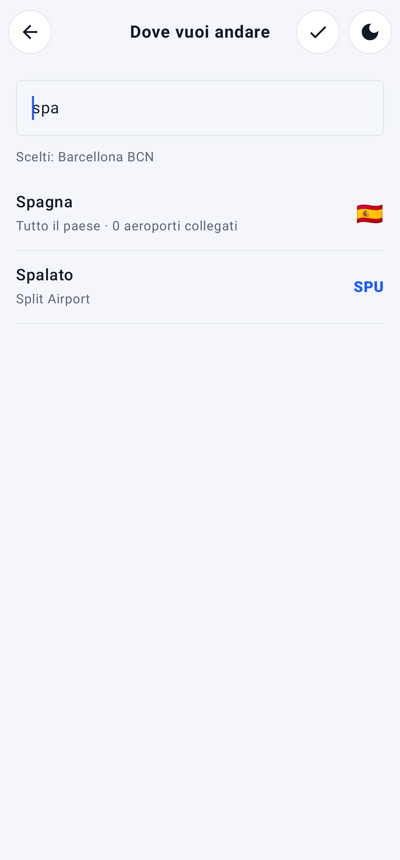 Dove vuoi andare
spa
Scelti: Barcellona BCN
Spagna
Tutto il paese · 0 aeroporti collegati
Spalato
Split Airport
SPU